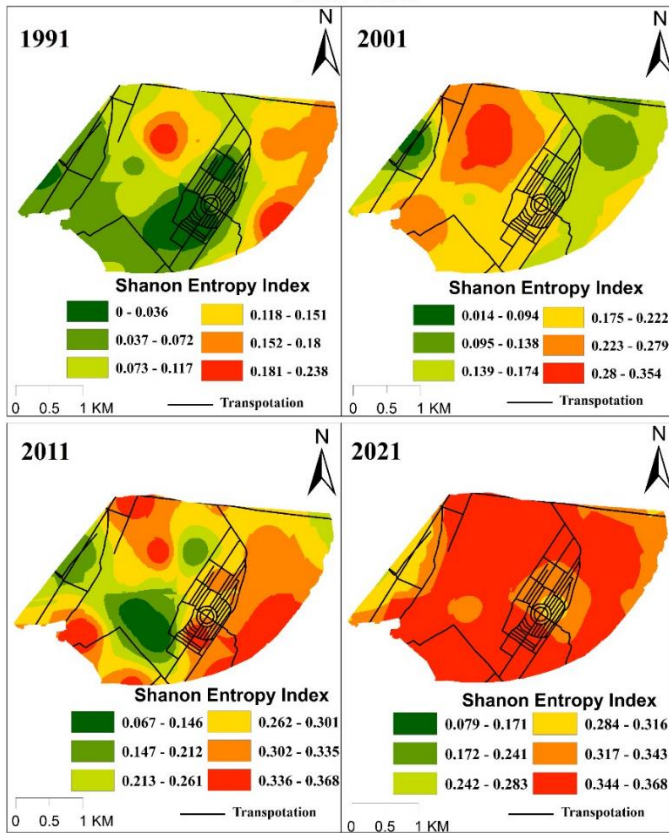 1991
N
Shanon Entropy Index
0 - 0.036
0.118 - 0.151
0.037 - 0.072
0.152 - 0.18
0.073 - 0.117
0.181 - 0.238
0 0.5 1 KM
Transpotation
2001
N
Shanon Entropy Index
0.014 - 0.094
0.175 - 0.222
0.095 - 0.138
0.223 - 0.279
0.139 - 0.174
0.28 - 0.354
0 0.5 1 KM
Transpotation
2011
N
Shanon Entropy Index
0.067 - 0.146
0.262 - 0.301
0.147 - 0.212
0.302 - 0.335
0.213 - 0.261
0.336 - 0.368
0 0.5 1 KM
Transpotation
2021
N
Shanon Entropy Index
0.079 - 0.171
0.284 - 0.316
0.172 - 0.241
0.317 - 0.343
0.242 - 0.283
0.344 - 0.368
0 0.5 1 KM
Transpotation